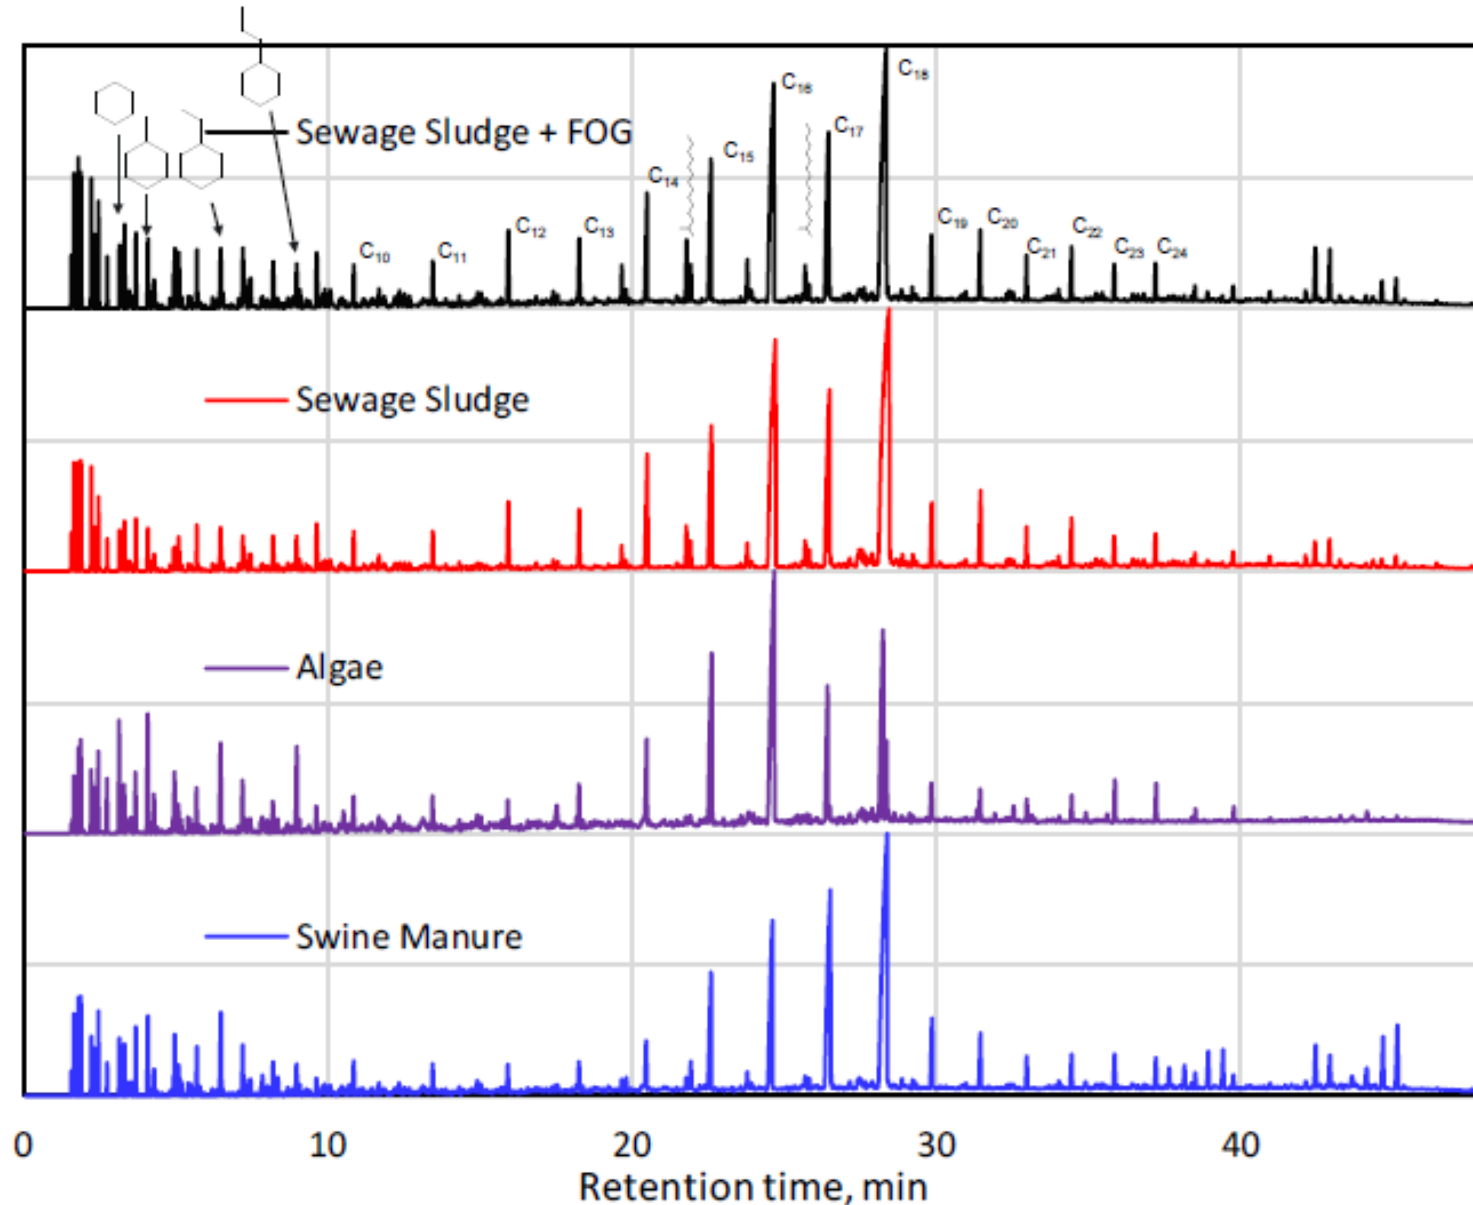 C18
C16
Sewage Sludge + FOG
C17
C15
C14
C19 C20
C12 C13
C22
C10 C11
C21 C23 C24
Sewage Sludge
Algae
Swine Manure
0 10 20 30 40
Retention time, min